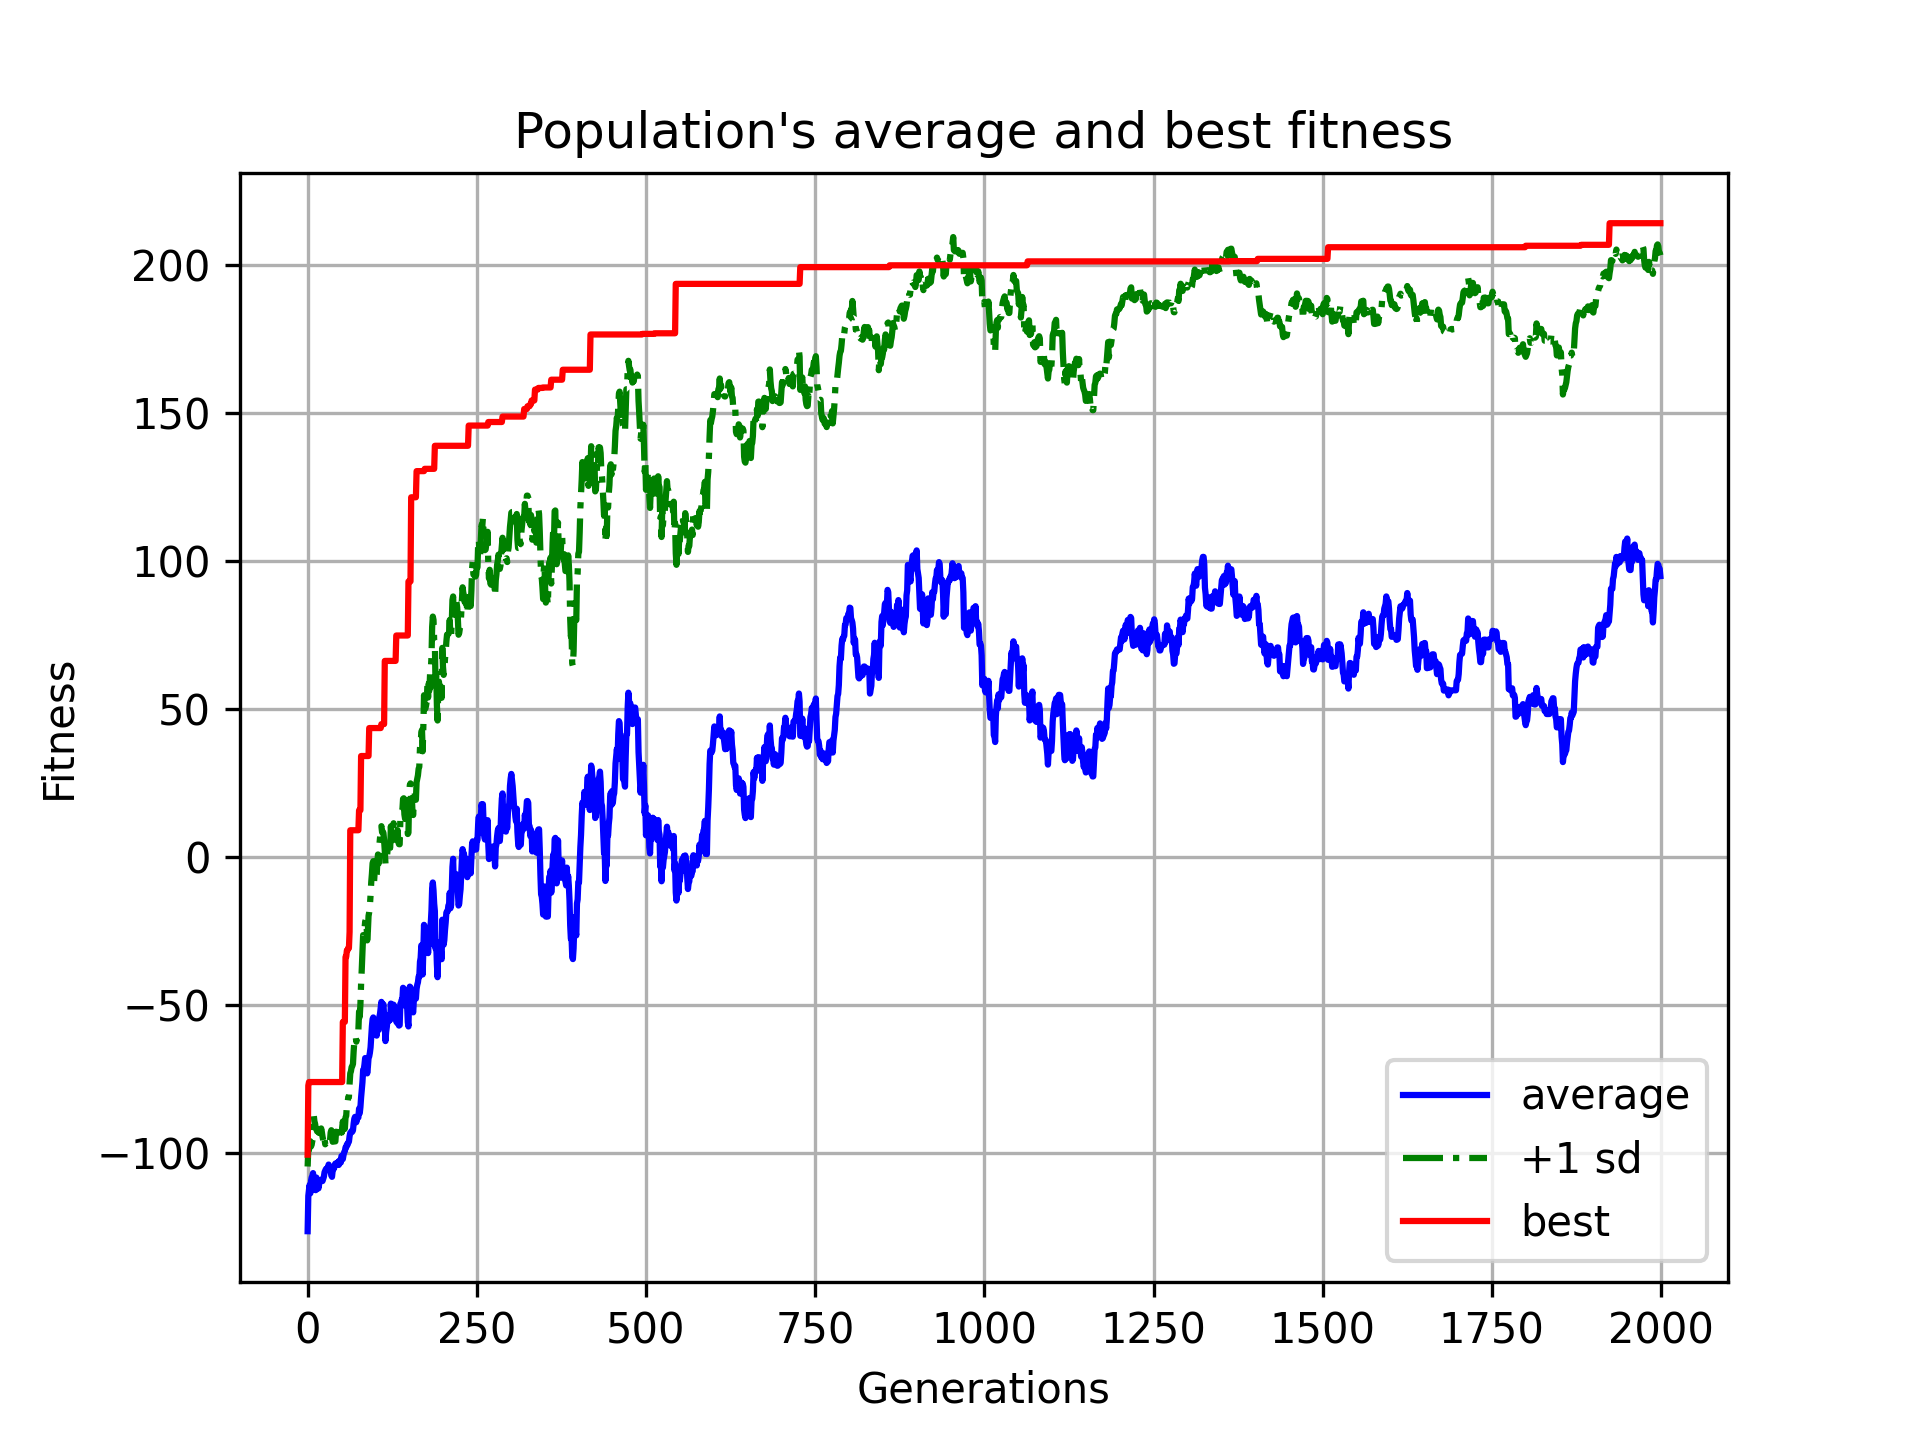 Population's average and best fitness
Fitness
200
150
100
50
0
−50
−100
0 250 500 750 1000 1250 1500 1750 2000
Generations
average
+1 sd
best